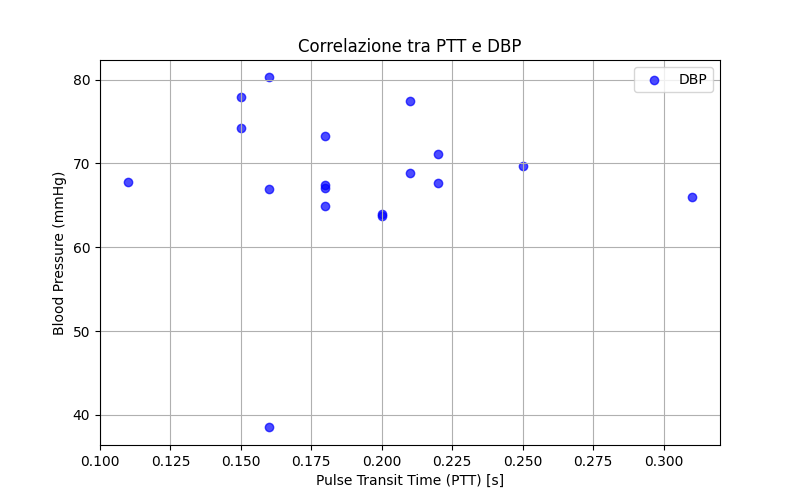 Correlazione tra PTT e DBP
DBP
Blood Pressure (mmHg)
80
70
60
50
40
0.100 0.125 0.150 0.175 0.200 0.225 0.250 0.275 0.300
Pulse Transit Time (PTT) [s]